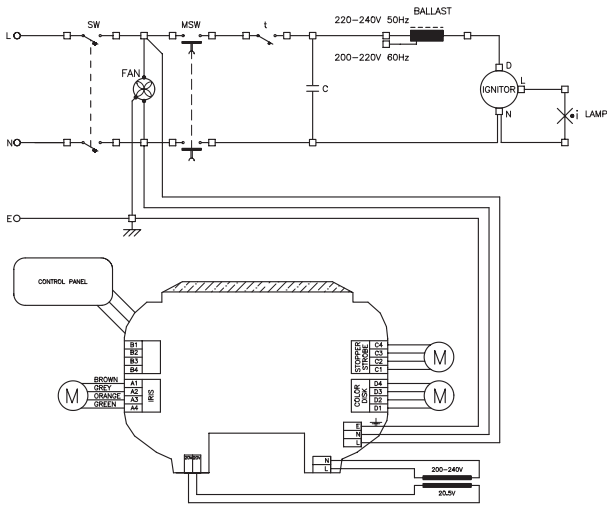 BALLAST
220-240V 50Hz
SW
MSW
t
L
200-220V 60Hz
D
FAN
L
C
IGNITOR
N
i LAMP
N
E
CONTROL PANEL
B1
B2
B3
B4
STOPPER
STROBE
C4
C3
C2
C1
M
BROWN
GREY
ORANGE
GREEN
M
A1
A2
A3
A4
IRIS
COLOR
DISK
D4
D3
D2
D1
M
E
N
L
N
L
200-240V
20.5V